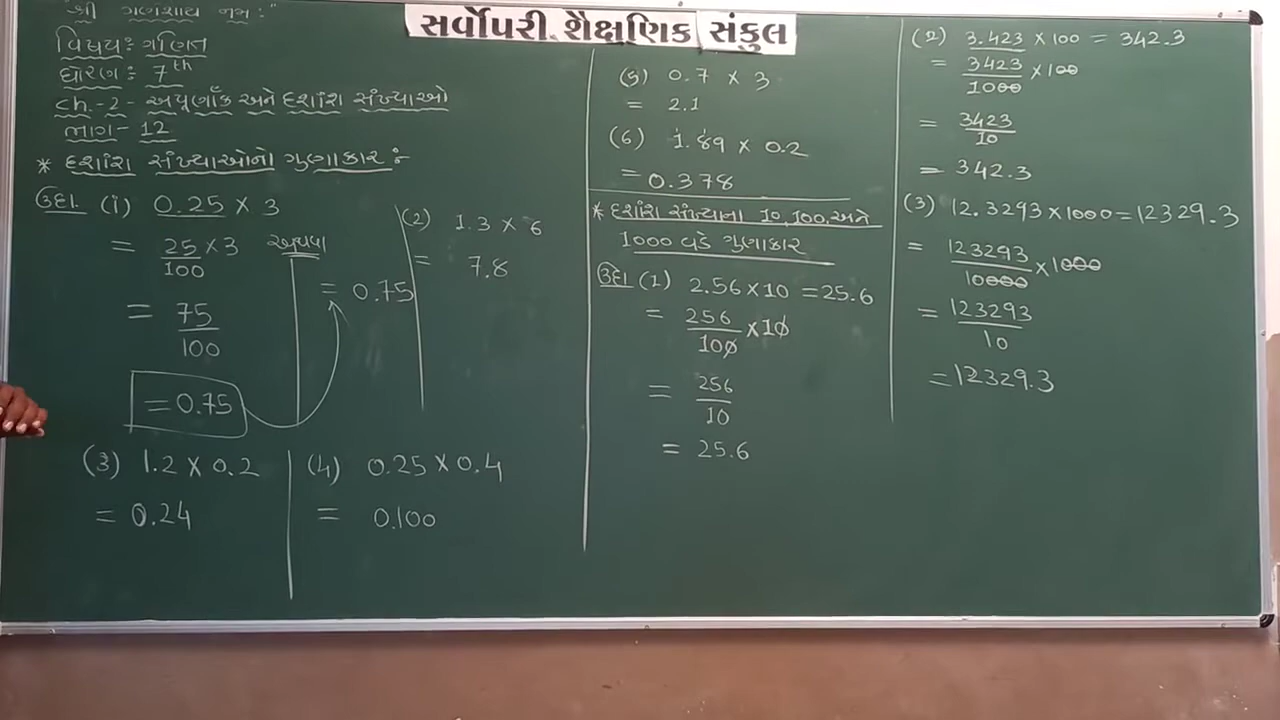 સર્વોપરી શૈક્ષણિક સંકુલ
"શ્રી ગણેશાય નમઃ"
વિષયઃ ગણિત
ધોરણઃ 7th
Ch.-2- અપૂર્ણાંક અને દશાંશ સંખ્યાઓ
ભાગ- 12
* દશાંશ સંખ્યાઓનો ગુણાકાર :-
ઉદા. (i) 0.25 × 3
= 25/100 × 3 અથવા
= 0.75
= 75/100
= 0.75
(2) 1.3 × 6
= 7.8
(3) 1.2 × 0.2
= 0.24
(4) 0.25 × 0.4
= 0.100
(5) 0.7 × 3
= 2.1
(6) 1.89 × 0.2
= 0.378
* દશાંશ સંખ્યાના 10,100,અને
1000 વડે ગુણાકાર
ઉદા (1) 2.56 × 10 = 25.6
= 256/100 × 10
= 256/10
= 25.6
(2) 3.423 × 100 = 342.3
= 3423/1000 × 100
= 3423/10
= 342.3
(3) 12.3293 × 1000 = 12329.3
= 123293/10000 × 1000
= 123293/10
= 12329.3